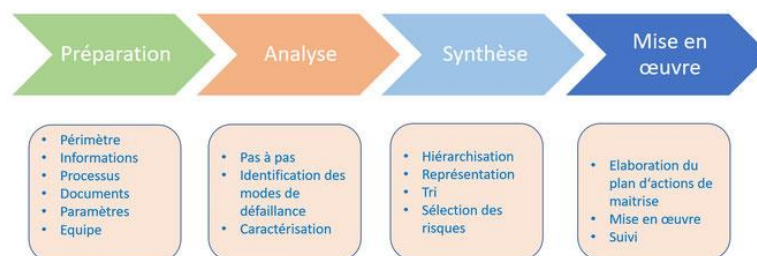 Préparation
Analyse
Synthèse
Mise en
œuvre
• Périmètre
• Informations
• Processus
• Documents
• Paramètres
• Equipe
• Pas à pas
• Identification des
modes de
défaillance
• Caractérisation
• Hiérarchisation
• Représentation
• Tri
• Sélection des
risques
• Elaboration du
plan d'actions de
maitrise
• Mise en œuvre
• Suivi